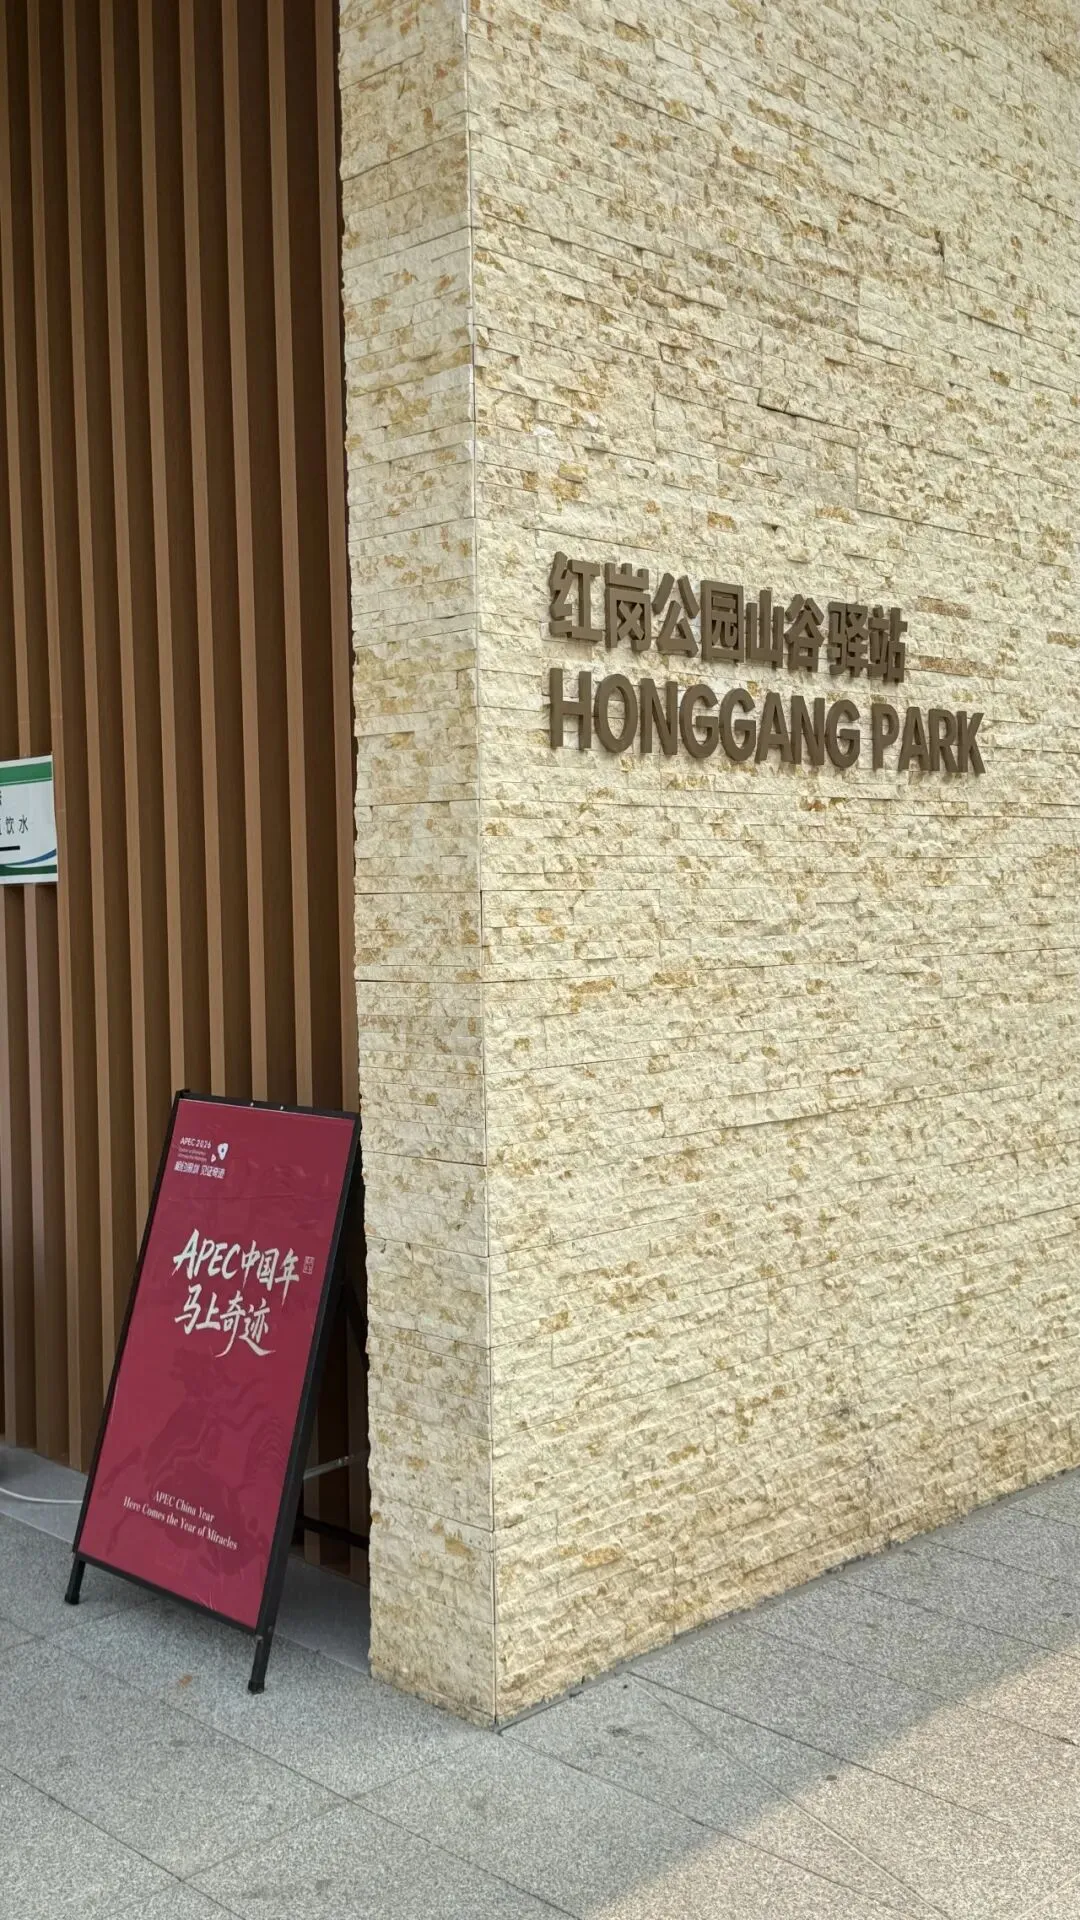 红岗公园山谷驿站
HONGGANG PARK
饮水
APEC 2026
APEC中国年
马上奇迹
APEC China Year
Here Comes the Year of Miracles